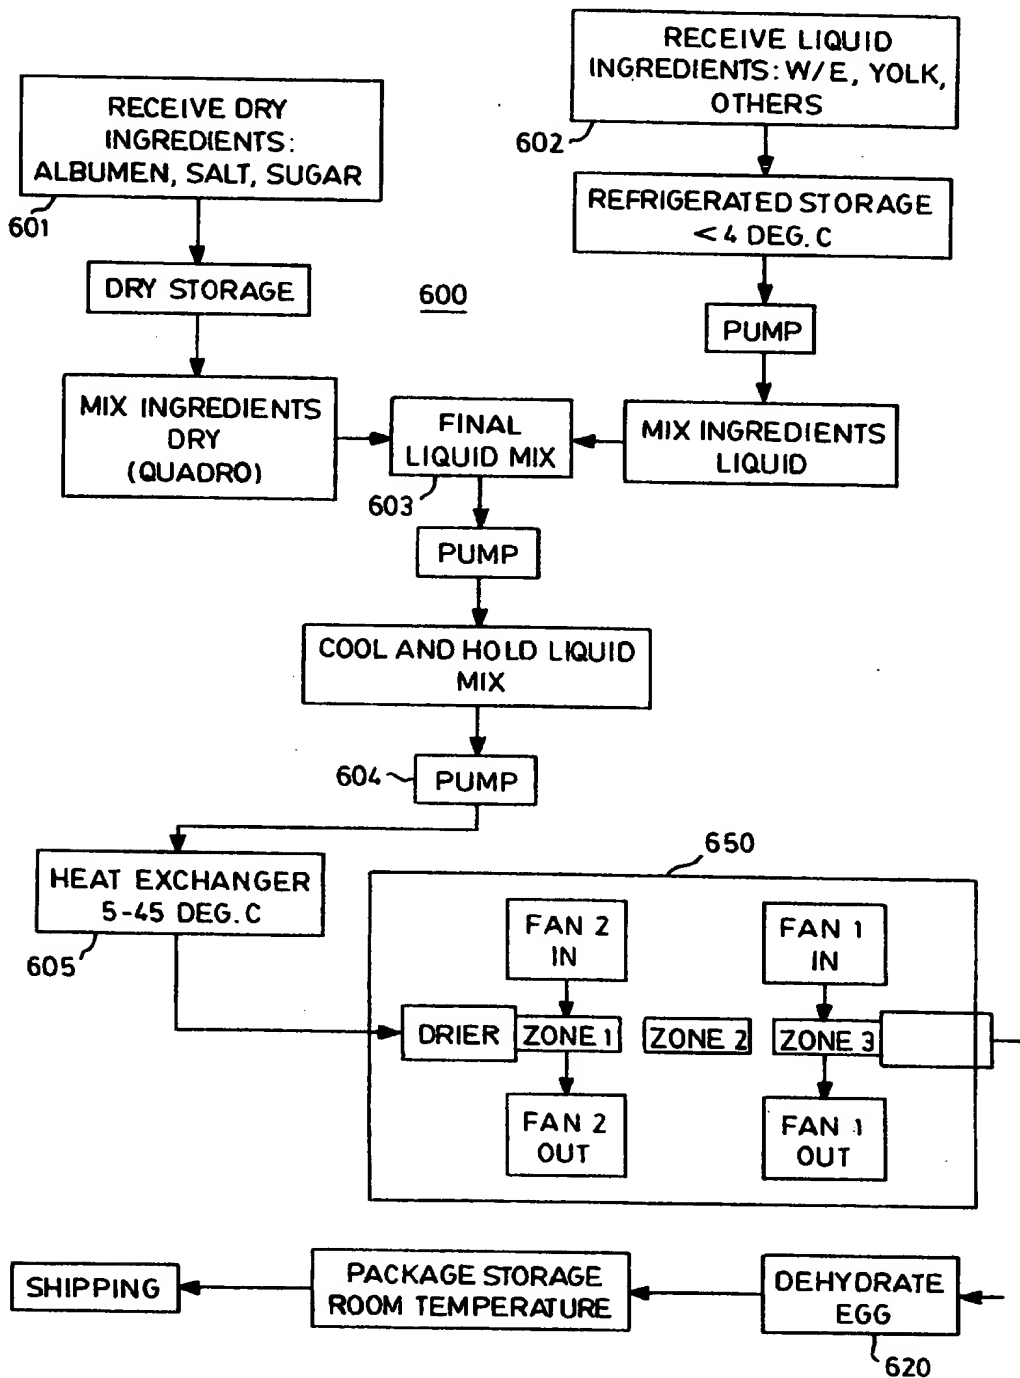 RECEIVE LIQUID
INGREDIENTS: W/E, YOLK,
OTHERS
602
RECEIVE DRY
INGREDIENTS:
ALBUMEN, SALT, SUGAR
601
REFRIGERATED STORAGE
< 4 DEG. C
DRY STORAGE
600
PUMP
MIX INGREDIENTS
DRY
(QUADRO)
FINAL
LIQUID MIX
603
MIX INGREDIENTS
LIQUID
PUMP
COOL AND HOLD LIQUID
MIX
604
PUMP
HEAT EXCHANGER
5-45 DEG. C
605
650
FAN 2
IN
FAN 1
IN
DRIER
ZONE 1
ZONE 2
ZONE 3
FAN 2
OUT
FAN 1
OUT
SHIPPING
PACKAGE STORAGE
ROOM TEMPERATURE
DEHYDRATE
EGG
620